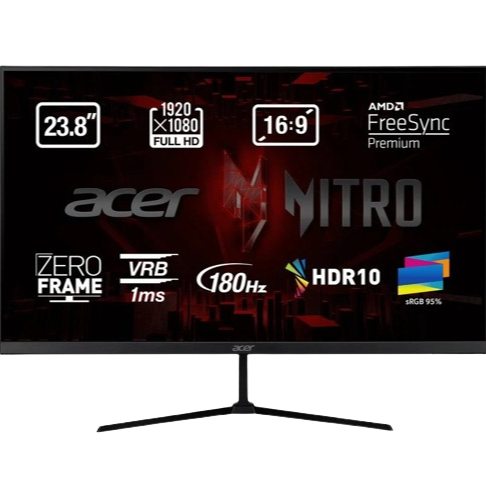 23.8"
1920
×1080
FULL HD
16:9
AMD
FreeSync
Premium
acer NITRO
ZERO
FRAME
VRB
1ms
180Hz
HDR10
sRGB 95%
acer